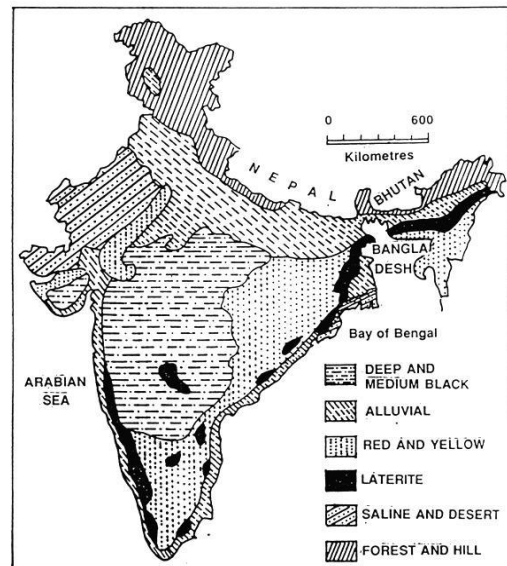 0 600
Kilometres
NEPAL
BHUTAN
BANGLA
DESH
Bay of Bengal
ARABIAN
SEA
DEEP AND
MEDIUM BLACK
ALLUVIAL
RED AND YELLOW
LATERITE
SALINE AND DESERT
FOREST AND HILL